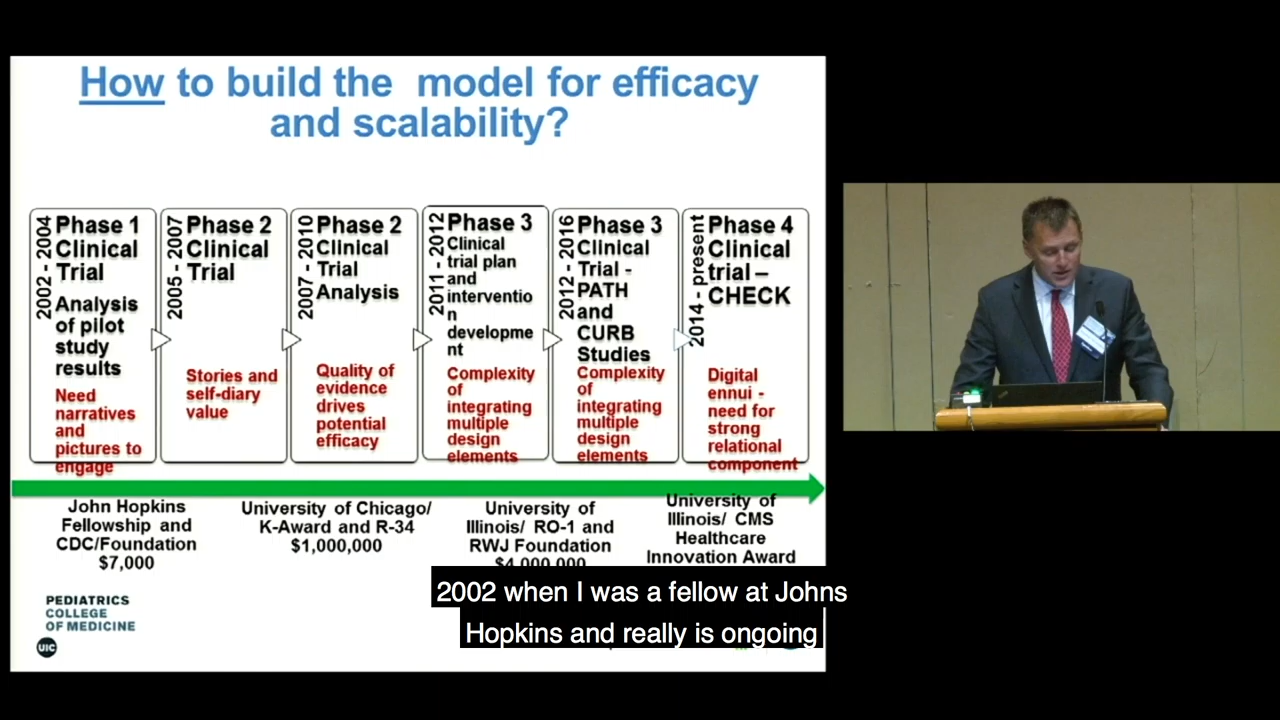 How to build the model for efficacy
and scalability?
2002 - 2004
Phase 1
Clinical
Trial
Analysis
of pilot
study
results
Need
narratives
and
pictures to
engage
2005 - 2007
Phase 2
Clinical
Trial
Stories and
self-diary
value
2007 - 2010
Phase 2
Clinical
Trial
Analysis
Quality of
evidence
drives
potential
efficacy
2011 - 2012
Phase 3
Clinical
trial plan
and
interventio
n
developme
nt
Complexity
of
integrating
multiple
design
elements
2012 - 2016
Phase 3
Clinical
Trial -
PATH
and
CURB
Studies
Complexity
of
integrating
multiple
design
elements
2014 - present
Phase 4
Clinical
trial –
CHECK
Digital
ennui -
need for
strong
relational
component
John Hopkins
Fellowship and
CDC/Foundation
$7,000
University of Chicago/
K-Award and R-34
$1,000,000
University of
Illinois/ RO-1 and
RWJ Foundation
$4,000,000
University of
Illinois/ CMS
Healthcare
Innovation Award
PEDIATRICS
COLLEGE
OF MEDICINE
UIC
2002 when I was a fellow at Johns
Hopkins and really is ongoing